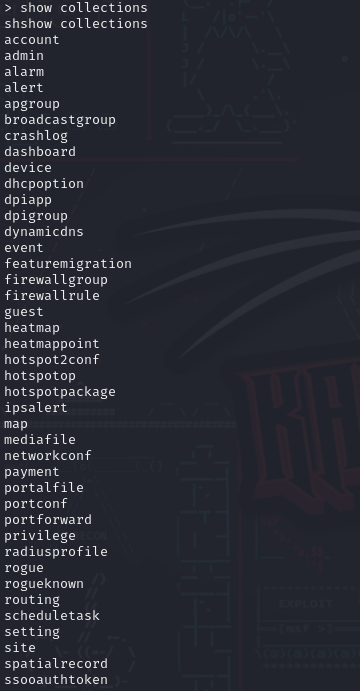 > show collections
shshow collections
account
admin
alarm
alert
apgroup
broadcastgroup
crashlog
dashboard
device
dhcpoption
dpiapp
dpigroup
dynamicdns
event
featuremigration
firewallgroup
firewallrule
guest
heatmap
heatmappoint
hotspot2conf
hotspotop
hotspotpackage
ipsalert
map
mediafile
networkconf
payment
portalfile
portconf
portforward
privilege
radiusprofile
rogue
rogueknown
routing
scheduletask
setting
site
spatialrecord
ssooauthtoken
EXPLOIT